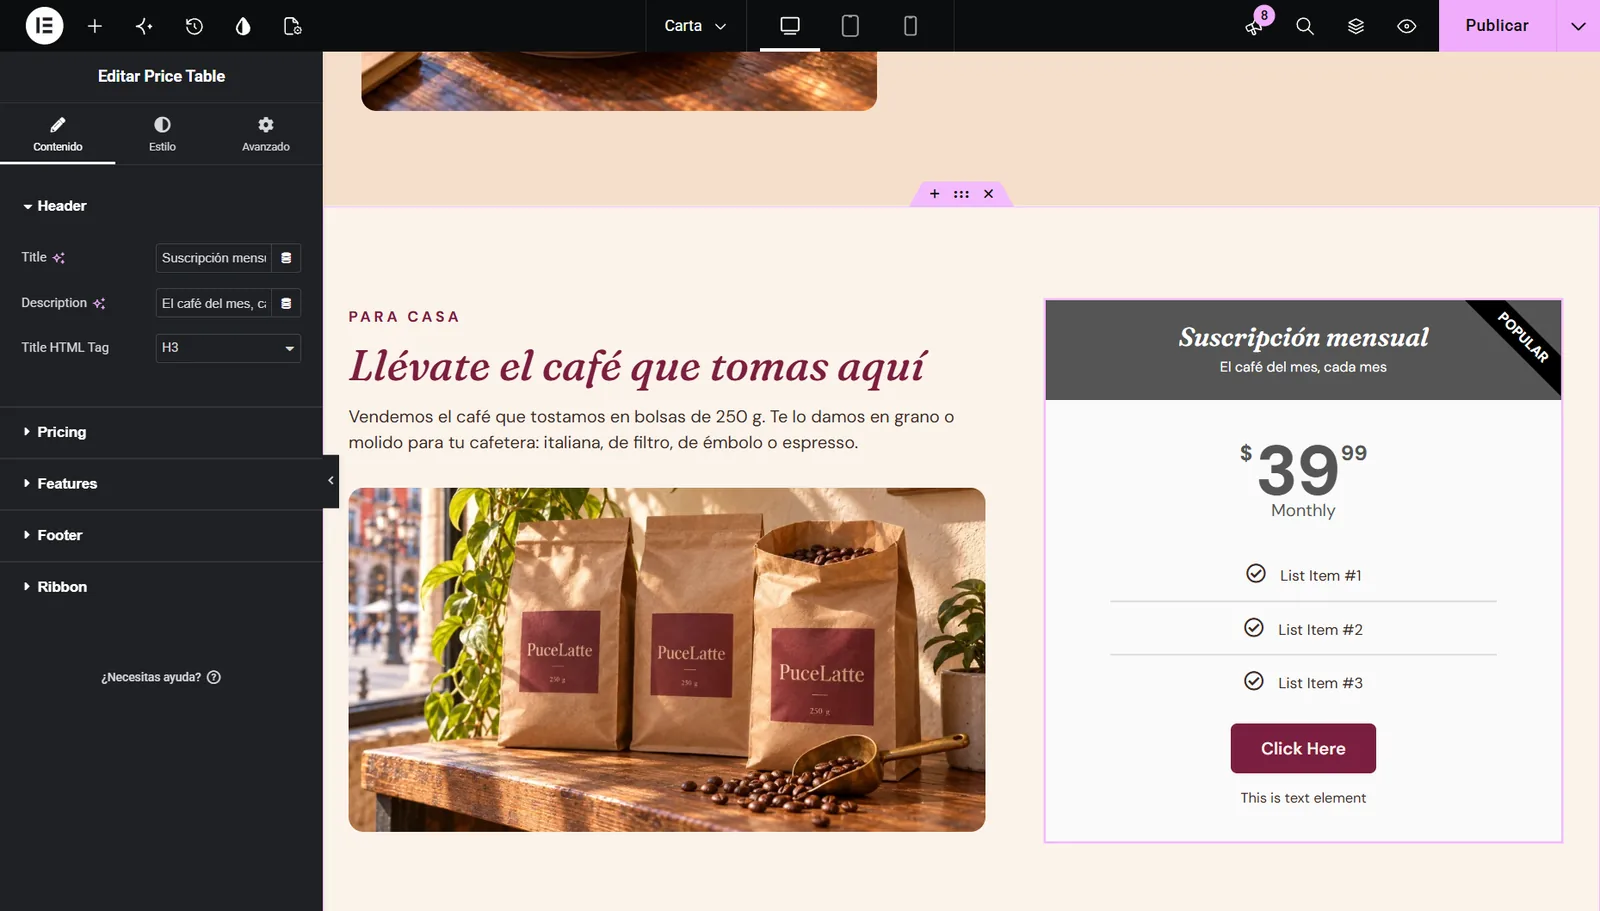 Carta
8
Publicar
Editar Price Table
Contenido
Estilo
Avanzado
Header
Title
Suscripción mens
Description
El café del mes, c
Title HTML Tag
H3
Pricing
Features
Footer
Ribbon
¿Necesitas ayuda?
PARA CASA
Llévate el café que tomas aquí
Vendemos el café que tostamos en bolsas de 250 g. Te lo damos en grano o
molido para tu cafetera: italiana, de filtro, de émbolo o espresso.
PuceLatte
250 g
PuceLatte
250 g
PuceLatte
250 g
POPULAR
Suscripción mensual
El café del mes, cada mes
$39 99
Monthly
List Item #1
List Item #2
List Item #3
Click Here
This is text element